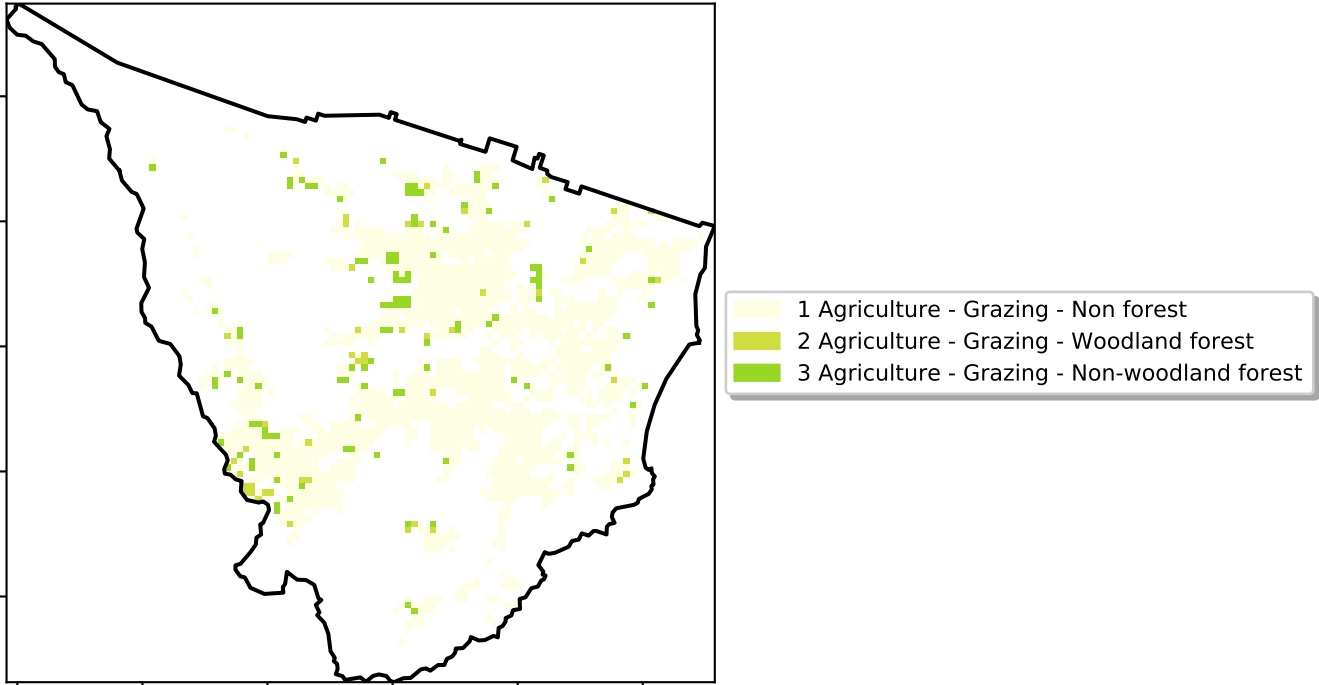 1 Agriculture - Grazing - Non forest
2 Agriculture - Grazing - Woodland forest
3 Agriculture - Grazing - Non-woodland forest